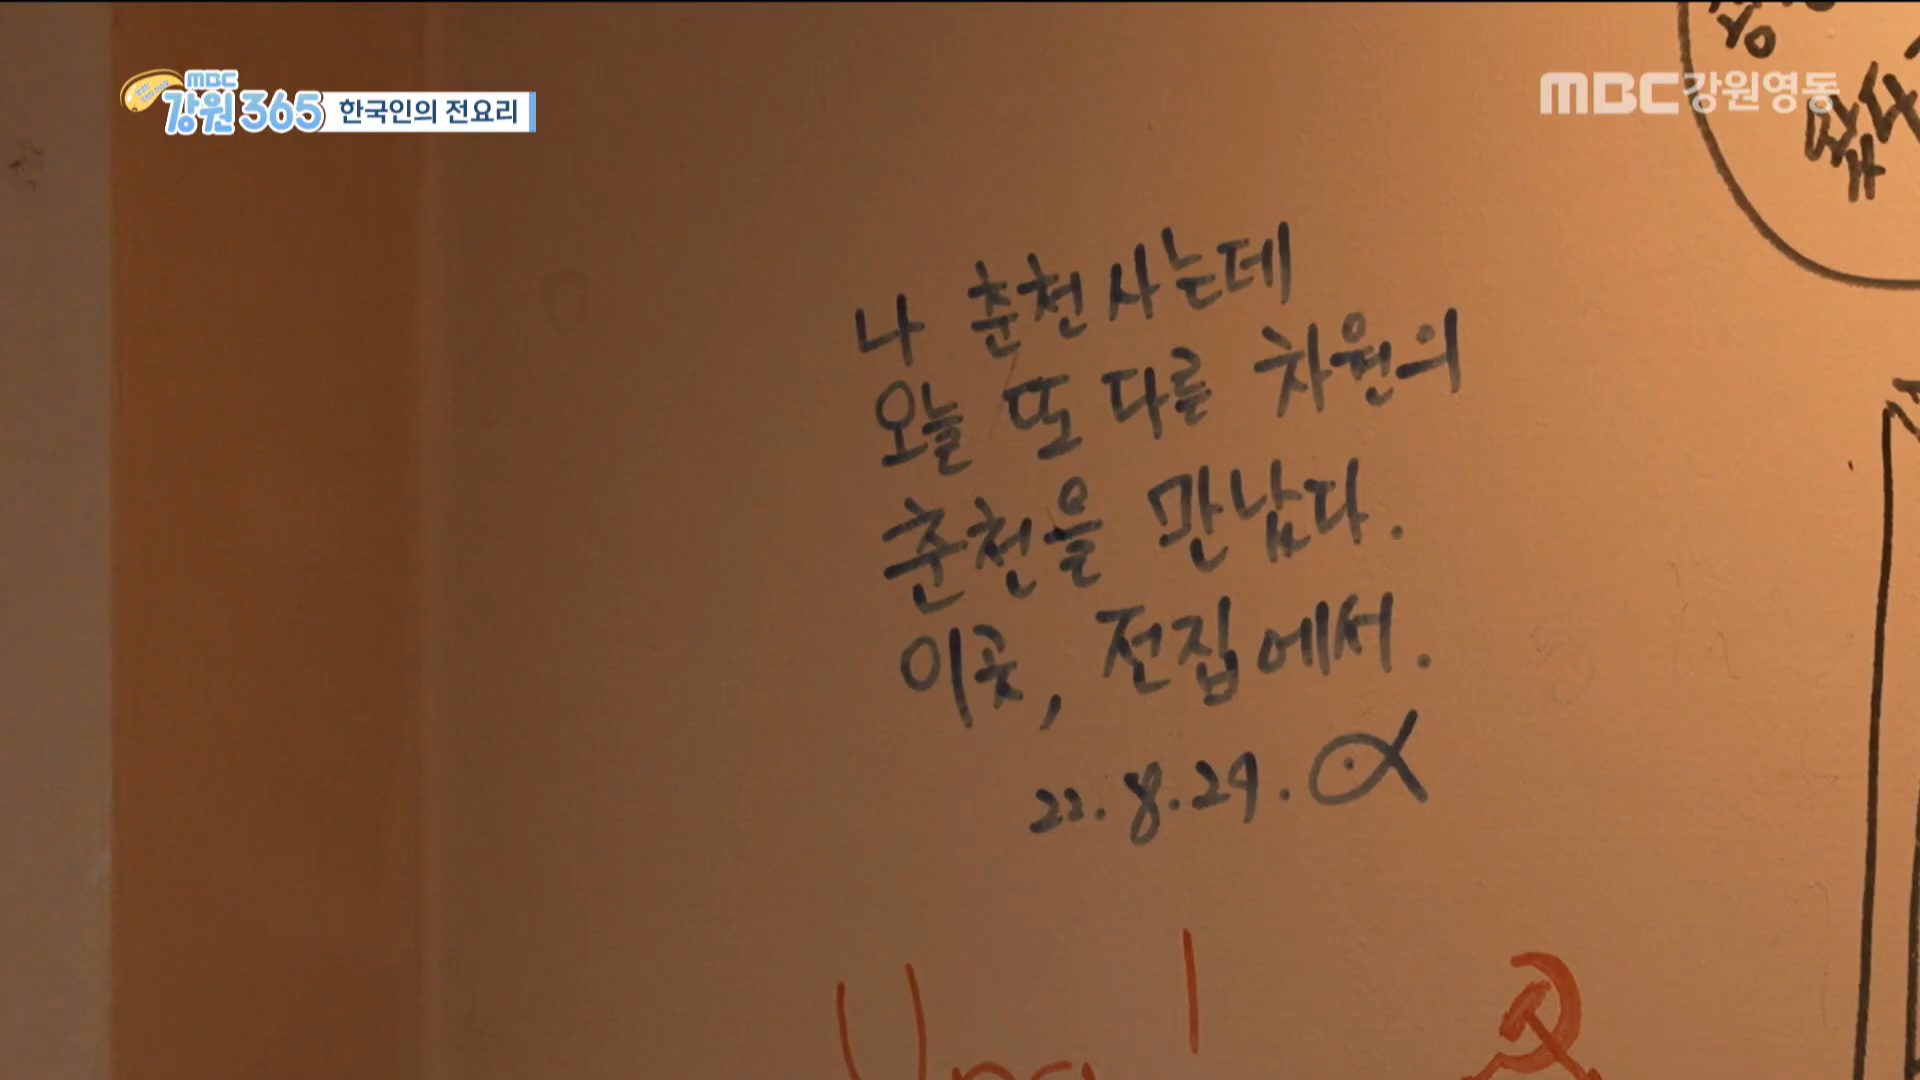 MBC
강원365 한국인의 전요리
MBC강원영동
나 춘천 사는데
오늘 또 다른 차원의
춘천을 만났다.
이곳, 전집에서.
22.8.29.